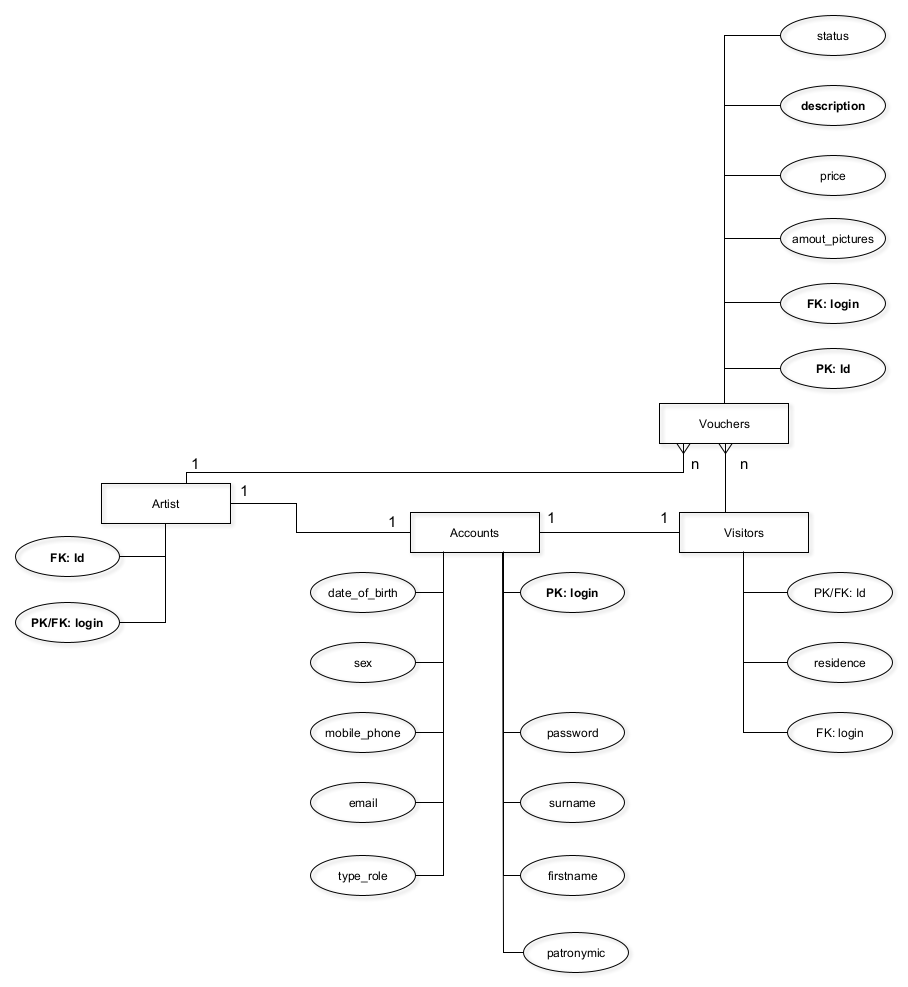 status
description
price
amout_pictures
FK: login
PK: Id
Vouchers
n
n
1
Artist
1
1
Accounts
1
1
Visitors
FK: Id
PK/FK: login
date_of_birth
sex
mobile_phone
email
type_role
PK: login
password
surname
firstname
patronymic
PK/FK: Id
residence
FK: login